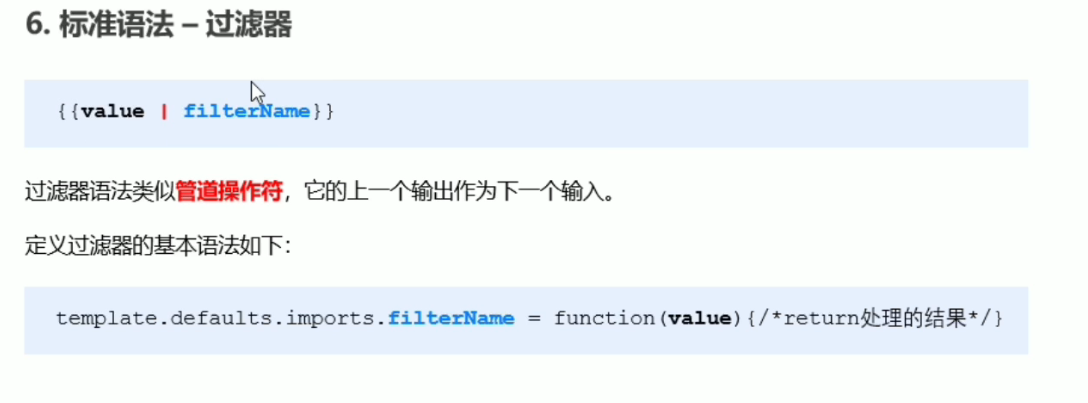 6. 标准语法 – 过滤器
{{value | filterName}}
过滤器语法类似管道操作符，它的上一个输出作为下一个输入。
定义过滤器的基本语法如下：
template.defaults.imports.filterName = function(value){/*return处理的结果*/}